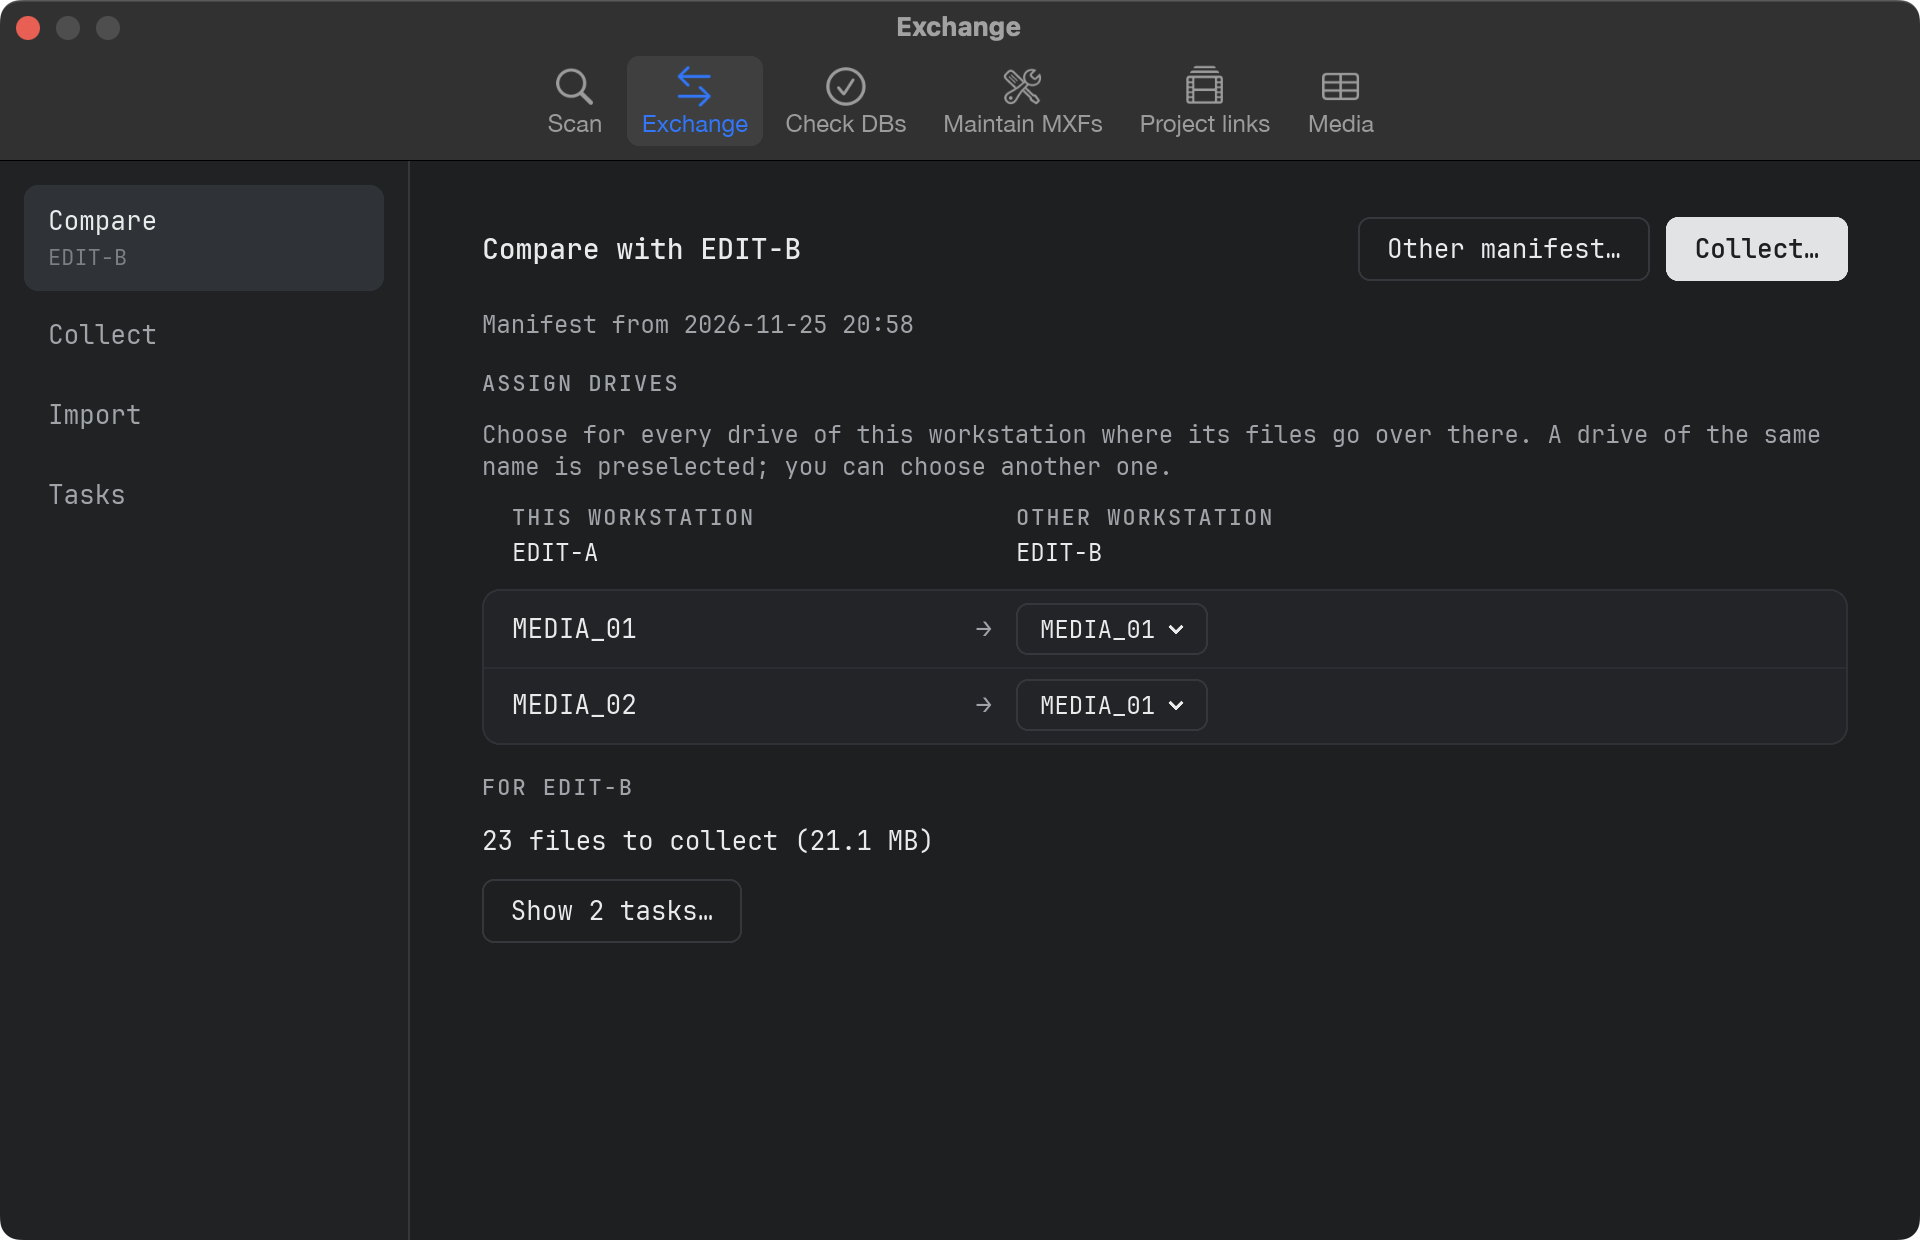 Exchange
Scan
Exchange
Check DBs
Maintain MXFs
Project links
Media
Compare
EDIT-B
Collect
Import
Tasks
Compare with EDIT-B
Other manifest…
Collect…
Manifest from 2026-11-25 20:58
ASSIGN DRIVES
Choose for every drive of this workstation where its files go over there. A drive of the same
name is preselected; you can choose another one.
THIS WORKSTATION
OTHER WORKSTATION
EDIT-A
EDIT-B
MEDIA_01 → MEDIA_01
MEDIA_02 → MEDIA_01
FOR EDIT-B
23 files to collect (21.1 MB)
Show 2 tasks…